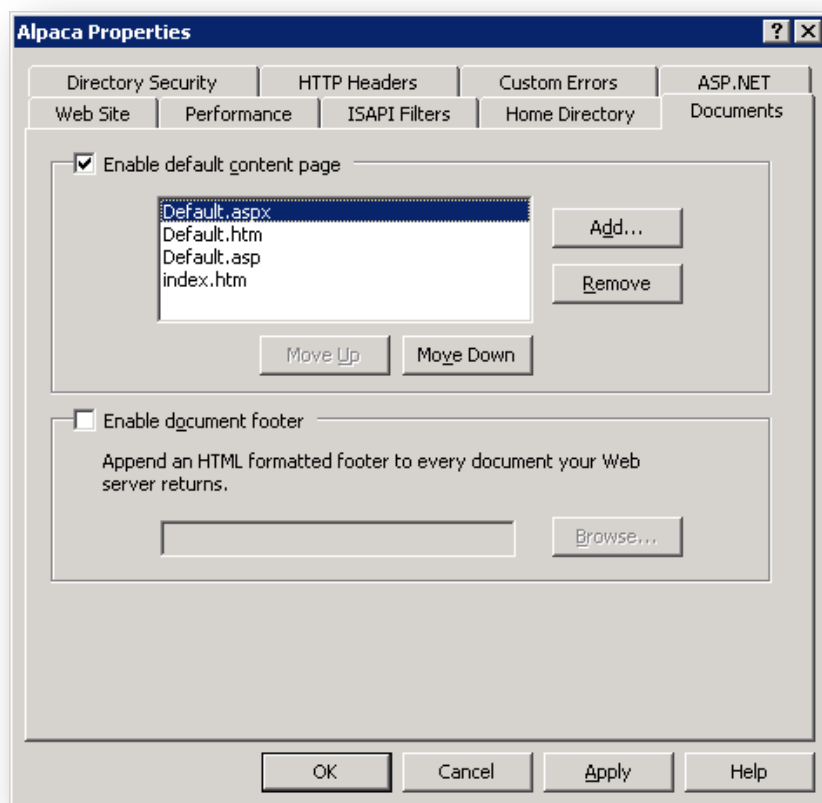 Alpaca Properties
Directory Security HTTP Headers Custom Errors ASP.NET
Web Site Performance ISAPI Filters Home Directory Documents
Enable default content page
Default.aspx
Default.htm
Default.asp
index.htm
Add...
Remove
Move Up Move Down
Enable document footer
Append an HTML formatted footer to every document your Web
server returns.
Browse...
OK Cancel Apply Help